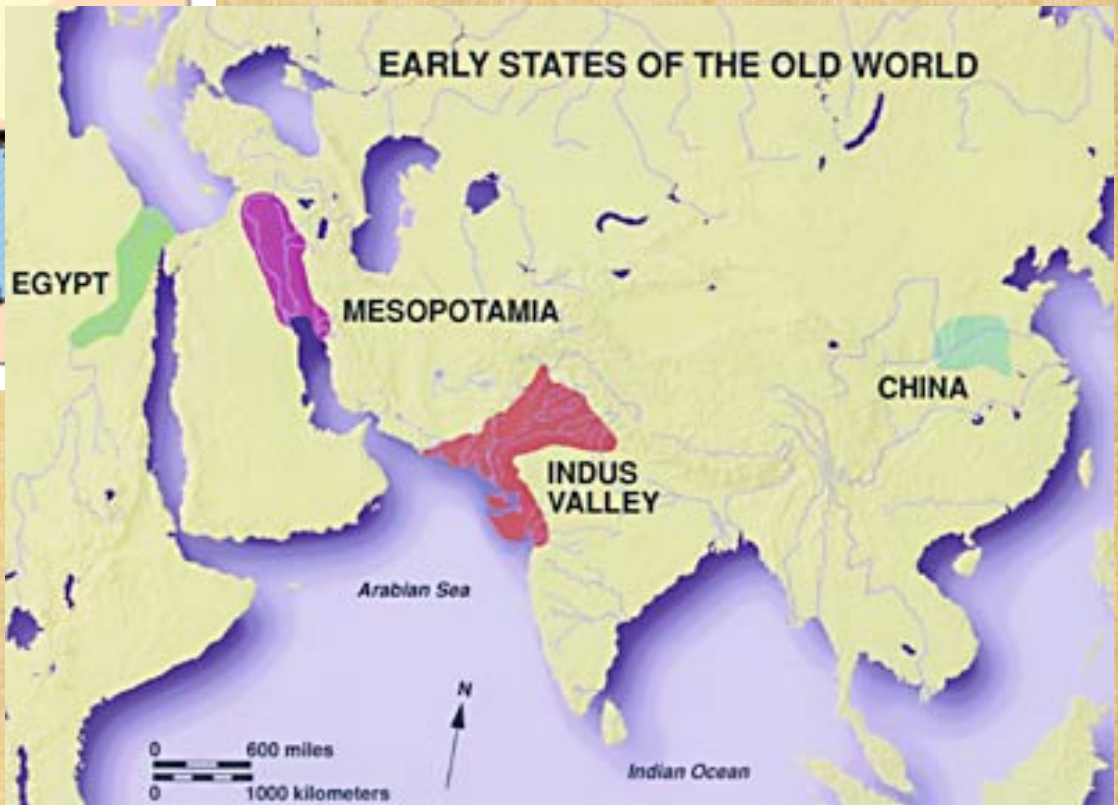 EARLY STATES OF THE OLD WORLD
EGYPT
MESOPOTAMIA
CHINA
INDUS
VALLEY
Arabian Sea
N
0 600 miles
0 1000 kilometers
Indian Ocean